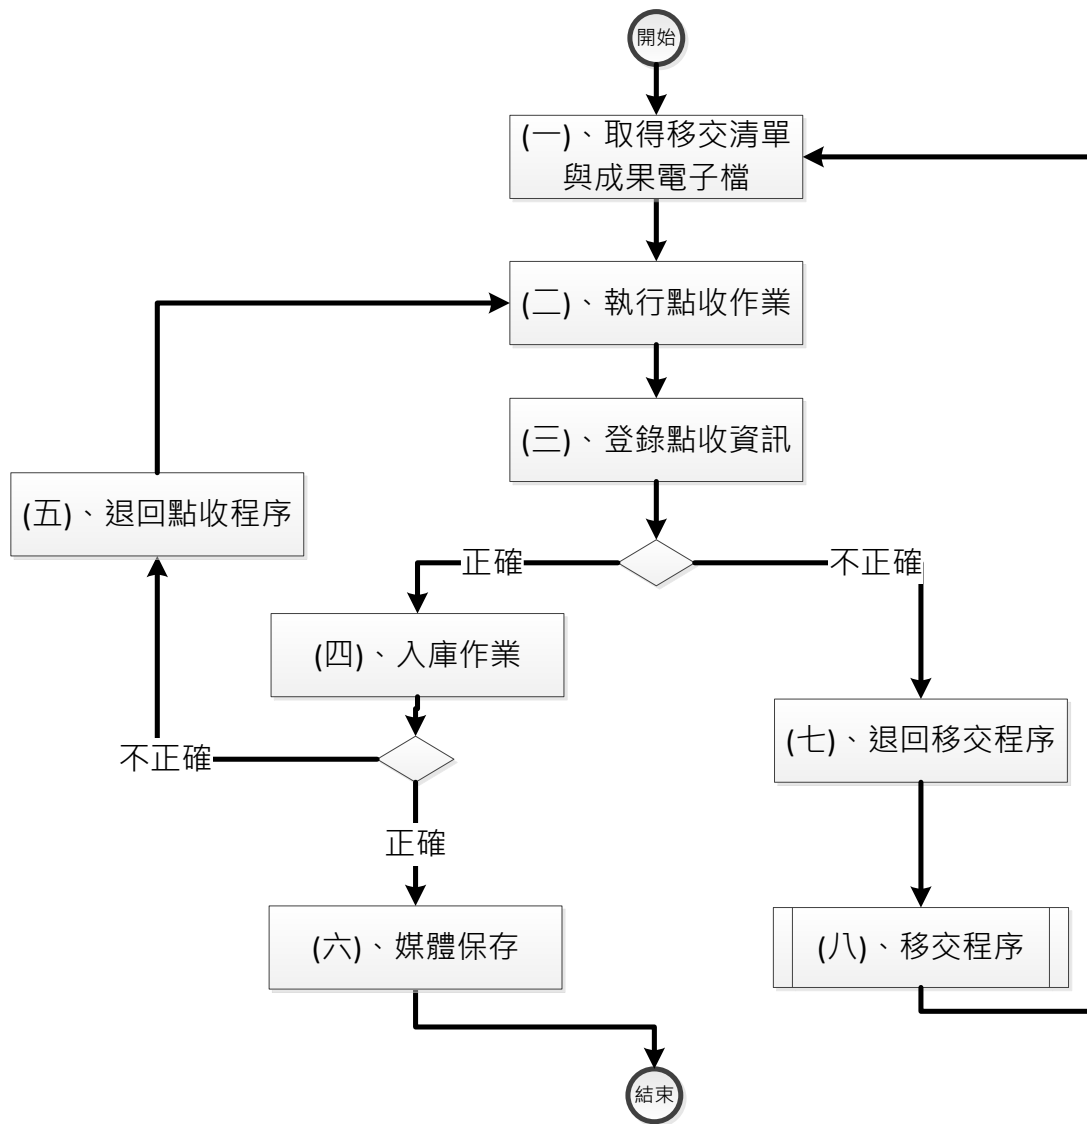 開始
(一)、取得移交清單
與成果電子檔
(二)、執行點收作業
(三)、登錄點收資訊
(五)、退回點收程序
正確
不正確
(四)、入庫作業
(七)、退回移交程序
不正確
正確
(六)、媒體保存
(八)、移交程序
結束